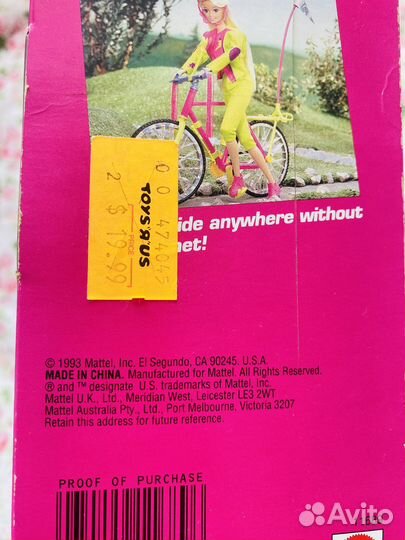 TOYS"R"US
PRICE
2 $ 19.99
0 0 474045
ide anywhere without
net!
© 1993 Mattel, Inc. El Segundo, CA 90245, U.S.A.
MADE IN CHINA. Manufactured for Mattel. All Rights Reserved.
® and ™ designate U.S. trademarks of Mattel, Inc.
Mattel U.K., Ltd., Meridian West, Leicester LE3 2WT
Mattel Australia Pty., Ltd., Port Melbourne, Victoria 3207
Retain this address for future reference.
PROOF OF PURCHASE
Avito